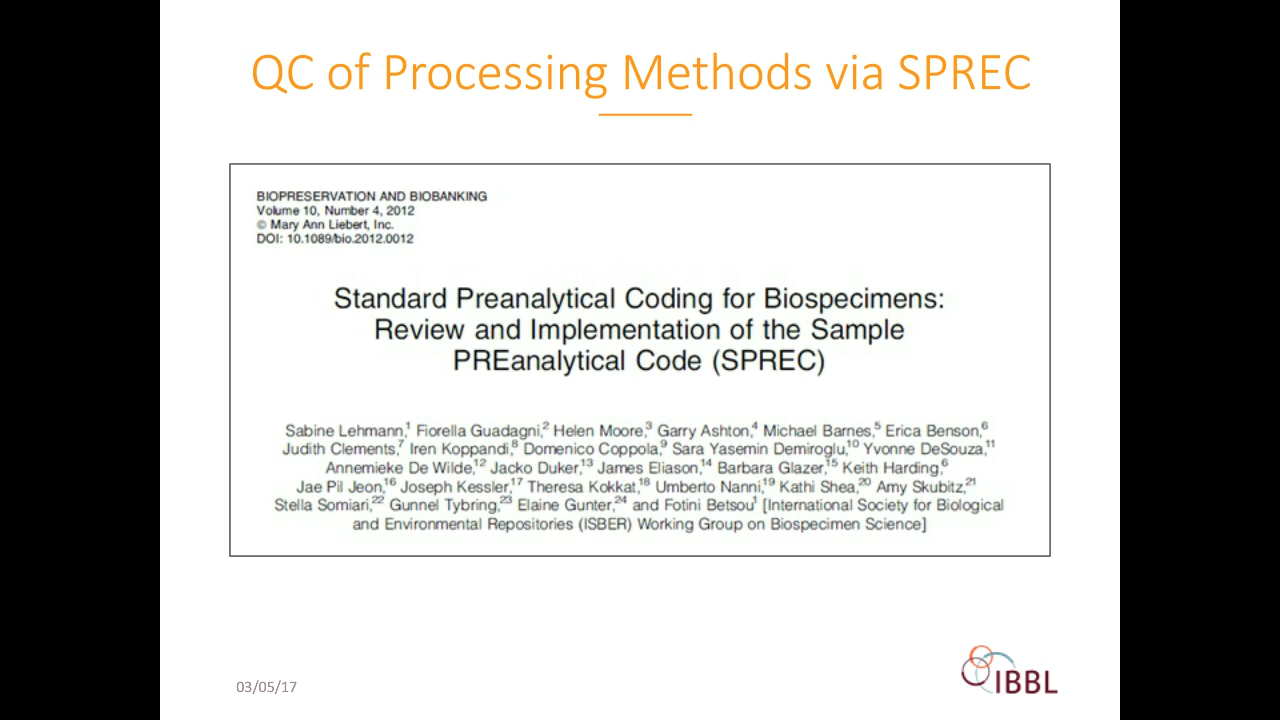 QC of Processing Methods via SPREC
BIOPRESERVATION AND BIOBANKING
Volume 10, Number 4, 2012
© Mary Ann Liebert, Inc.
DOI: 10.1089/bio.2012.0012
Standard Preanalytical Coding for Biospecimens:
Review and Implementation of the Sample
PREanalytical Code (SPREC)
Sabine Lehmann,1 Fiorella Guadagni,2 Helen Moore,3 Garry Ashton,4 Michael Barnes,5 Erica Benson,6
Judith Clements,7 Iren Koppandi,8 Domenico Coppola,9 Sara Yasemin Demiroglu,10 Yvonne DeSouza,11
Annemieke De Wilde,12 Jacko Duker,13 James Eliason,14 Barbara Glazer,15 Keith Harding,6
Jae Pil Jeon,16 Joseph Kessler,17 Theresa Kokkat,18 Umberto Nanni,19 Kathi Shea,20 Amy Skubitz,21
Stella Somiari,22 Gunnel Tybring,23 Elaine Gunter,24 and Fotini Betsou1 [International Society for Biological
and Environmental Repositories (ISBER) Working Group on Biospecimen Science]
03/05/17
IBBL